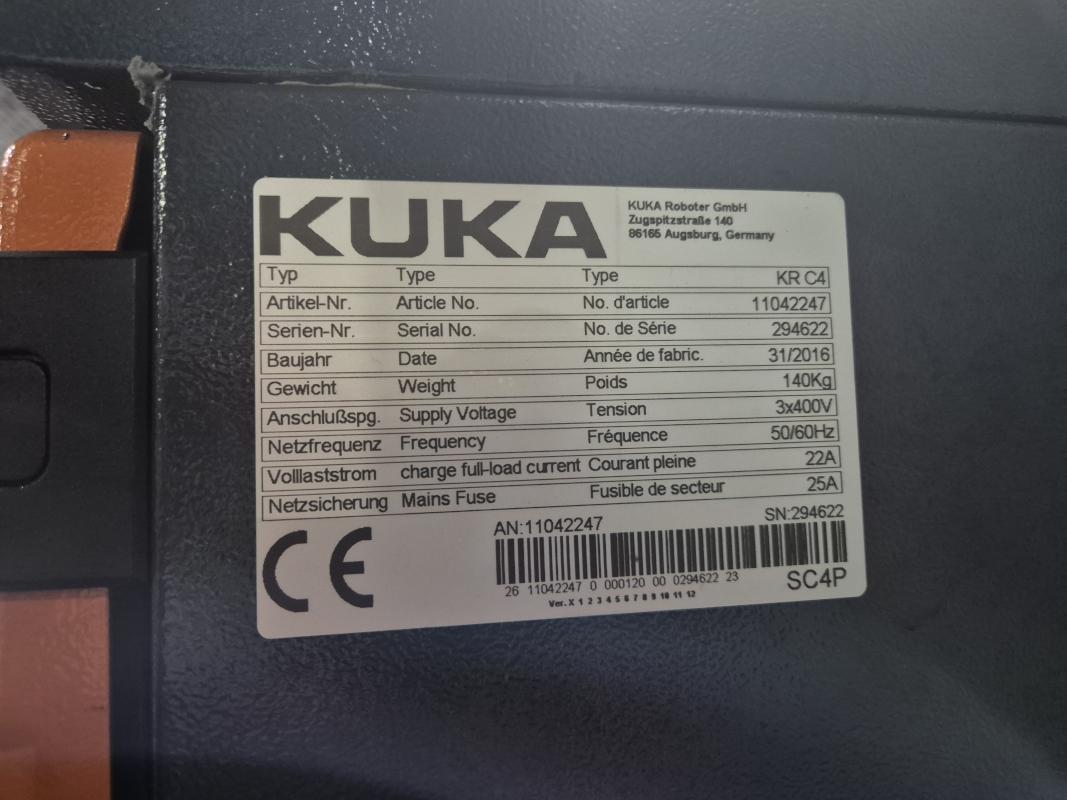 KUKA
KUKA Roboter GmbH
Zugspitzstraße 140
86165 Augsburg, Germany
Typ Type Type KR C4
Artikel-Nr. Article No. No. d'article 11042247
Serien-Nr. Serial No. No. de Série 294622
Baujahr Date Année de fabric. 31/2016
Gewicht Weight Poids 140Kg
Anschlußspg. Supply Voltage Tension 3x400V
Netzfrequenz Frequency Fréquence 50/60Hz
Volllaststrom charge full-load current Courant pleine 22A
Netzsicherung Mains Fuse Fusible de secteur 25A
CE
AN:11042247 SN:294622
26 11042247 0 000120 00 0294622 23 SC4P
Ver. X 1 2 3 4 5 6 7 8 9 10 11 12